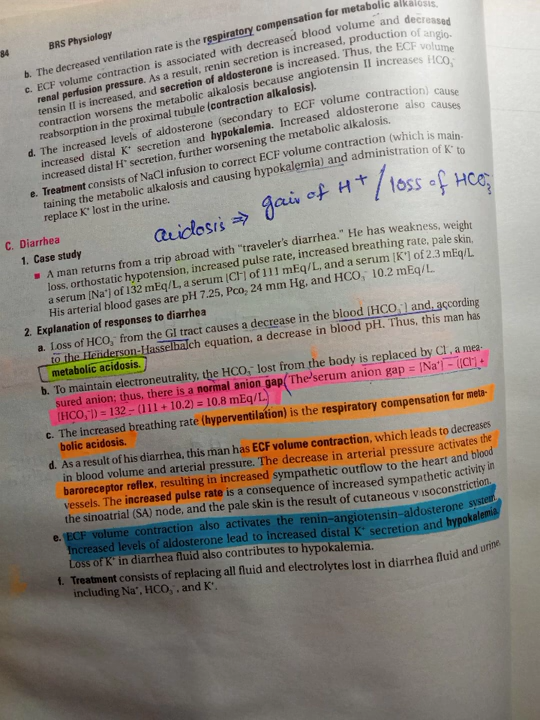 84 BRS Physiology
b. The decreased ventilation rate is the respiratory compensation for metabolic alkalosis.
c. ECF volume contraction is associated with decreased blood volume and decreased
renal perfusion pressure. As a result, renin secretion is increased, production of angio-
tensin II is increased, and secretion of aldosterone is increased. Thus, the ECF volume
contraction worsens the metabolic alkalosis because angiotensin II increases HCO₃⁻
reabsorption in the proximal tubule (contraction alkalosis).
d. The increased levels of aldosterone (secondary to ECF volume contraction) cause
increased distal K⁺ secretion and hypokalemia. Increased aldosterone also causes
increased distal H⁺ secretion, further worsening the metabolic alkalosis.
e. Treatment consists of NaCl infusion to correct ECF volume contraction (which is main-
taining the metabolic alkalosis and causing hypokalemia) and administration of K⁺ to
replace K⁺ lost in the urine.
acidosis ⇒ gain of H⁺ / loss of HCO₃⁻
C. Diarrhea
1. Case study
■ A man returns from a trip abroad with "traveler's diarrhea." He has weakness, weight
loss, orthostatic hypotension, increased pulse rate, increased breathing rate, pale skin,
a serum [Na⁺] of 132 mEq/L, a serum [Cl⁻] of 111 mEq/L, and a serum [K⁺] of 2.3 mEq/L.
His arterial blood gases are pH 7.25, Pco₂ 24 mm Hg, and HCO₃⁻ 10.2 mEq/L.
2. Explanation of responses to diarrhea
a. Loss of HCO₃⁻ from the GI tract causes a decrease in the blood [HCO₃⁻] and, according
to the Henderson-Hasselbalch equation, a decrease in blood pH. Thus, this man has
metabolic acidosis.
b. To maintain electroneutrality, the HCO₃⁻ lost from the body is replaced by Cl⁻, a mea-
sured anion; thus, there is a normal anion gap. (The serum anion gap = [Na⁺] − ([Cl⁻] +
[HCO₃⁻]) = 132 − (111 + 10.2) = 10.8 mEq/L.)
c. The increased breathing rate (hyperventilation) is the respiratory compensation for meta-
bolic acidosis.
d. As a result of his diarrhea, this man has ECF volume contraction, which leads to decreases
in blood volume and arterial pressure. The decrease in arterial pressure activates the
baroreceptor reflex, resulting in increased sympathetic outflow to the heart and blood
vessels. The increased pulse rate is a consequence of increased sympathetic activity in
the sinoatrial (SA) node, and the pale skin is the result of cutaneous vasoconstriction.
e. ECF volume contraction also activates the renin–angiotensin–aldosterone system.
Increased levels of aldosterone lead to increased distal K⁺ secretion and hypokalemia.
Loss of K⁺ in diarrhea fluid also contributes to hypokalemia.
f. Treatment consists of replacing all fluid and electrolytes lost in diarrhea fluid and urine,
including Na⁺, HCO₃⁻, and K⁺.